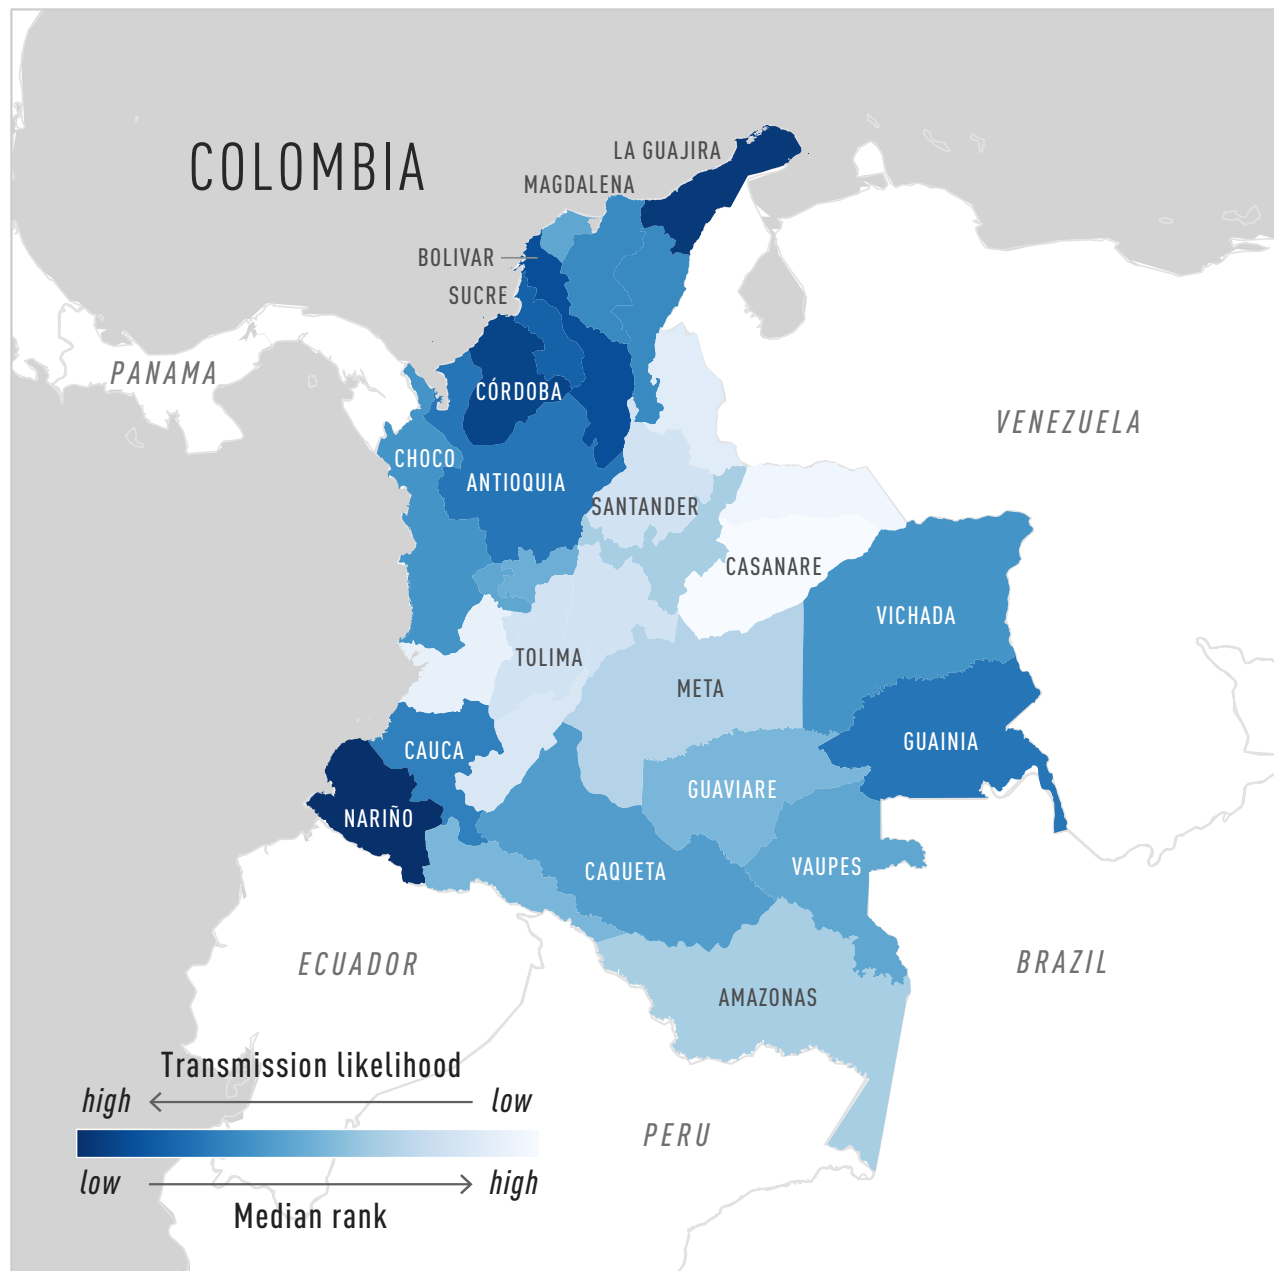 COLOMBIA
LA GUAJIRA
MAGDALENA
BOLIVAR
SUCRE
PANAMA
CÓRDOBA
VENEZUELA
CHOCO
ANTIOQUIA
SANTANDER
CASANARE
VICHADA
TOLIMA
META
GUAINIA
CAUCA
GUAVIARE
NARIÑO
VAUPES
CAQUETA
ECUADOR
BRAZIL
AMAZONAS
Transmission likelihood
high low
PERU
low high
Median rank